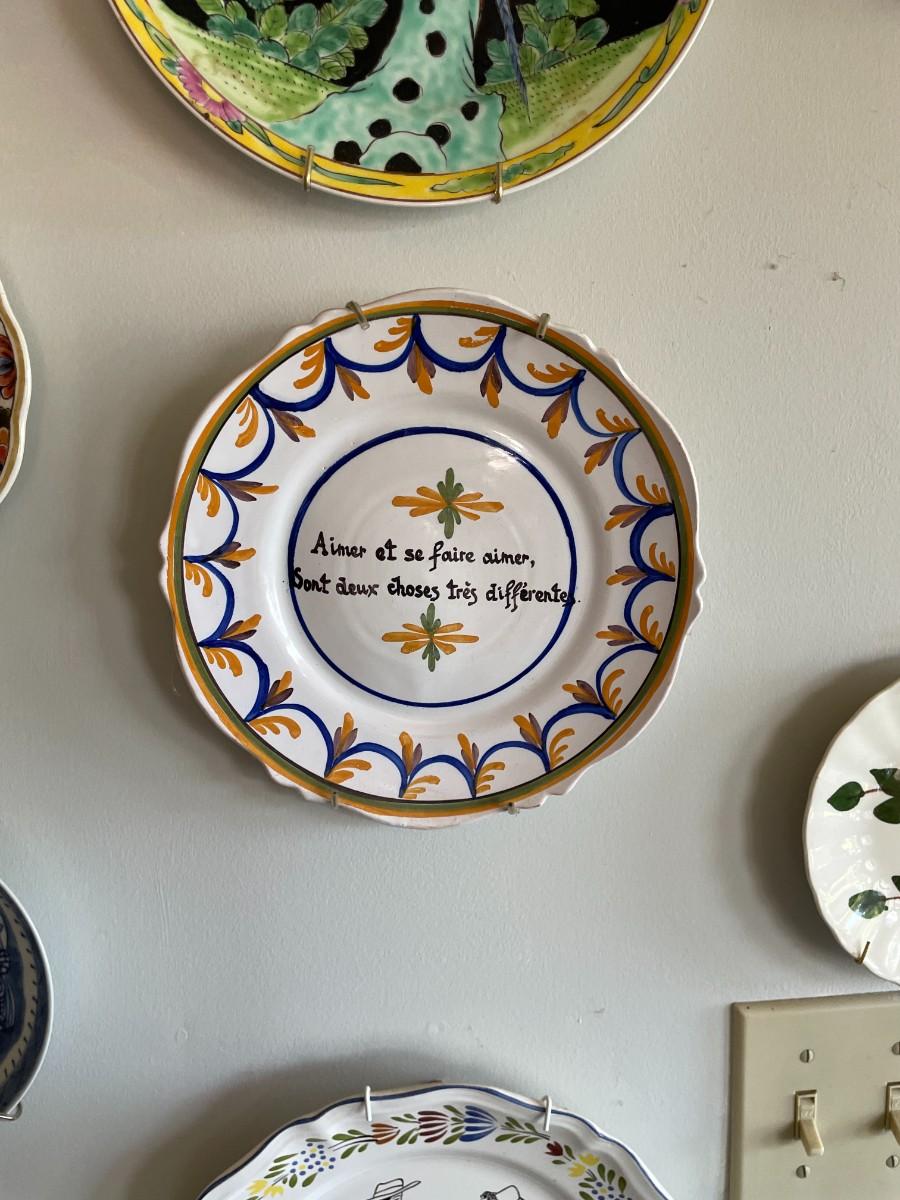 Aimer et se faire aimer,
Sont deux choses très différentes.